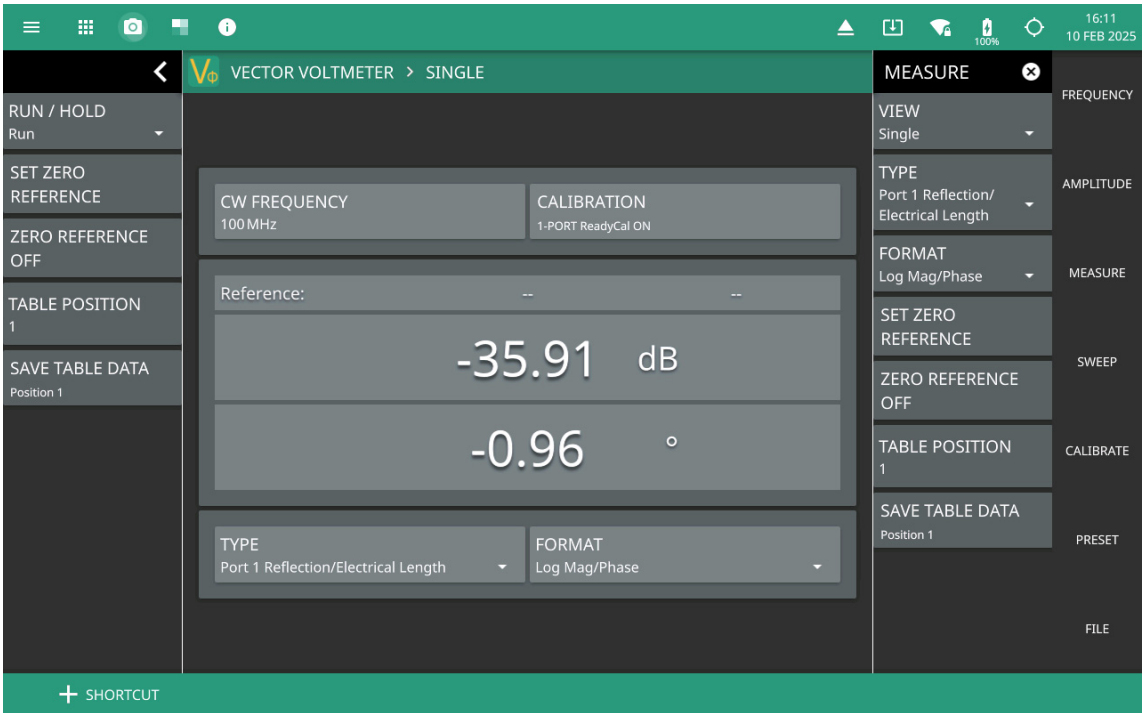 100%
16:11
10 FEB 2025
RUN / HOLD
Run
SET ZERO
REFERENCE
ZERO REFERENCE
OFF
TABLE POSITION
1
SAVE TABLE DATA
Position 1
VΦ VECTOR VOLTMETER > SINGLE
CW FREQUENCY
100 MHz
CALIBRATION
1-PORT ReadyCal ON
Reference: -- --
-35.91 dB
-0.96 °
TYPE
Port 1 Reflection/Electrical Length
FORMAT
Log Mag/Phase
MEASURE
VIEW
Single
TYPE
Port 1 Reflection/
Electrical Length
FORMAT
Log Mag/Phase
SET ZERO
REFERENCE
ZERO REFERENCE
OFF
TABLE POSITION
1
SAVE TABLE DATA
Position 1
FREQUENCY
AMPLITUDE
MEASURE
SWEEP
CALIBRATE
PRESET
FILE
+ SHORTCUT